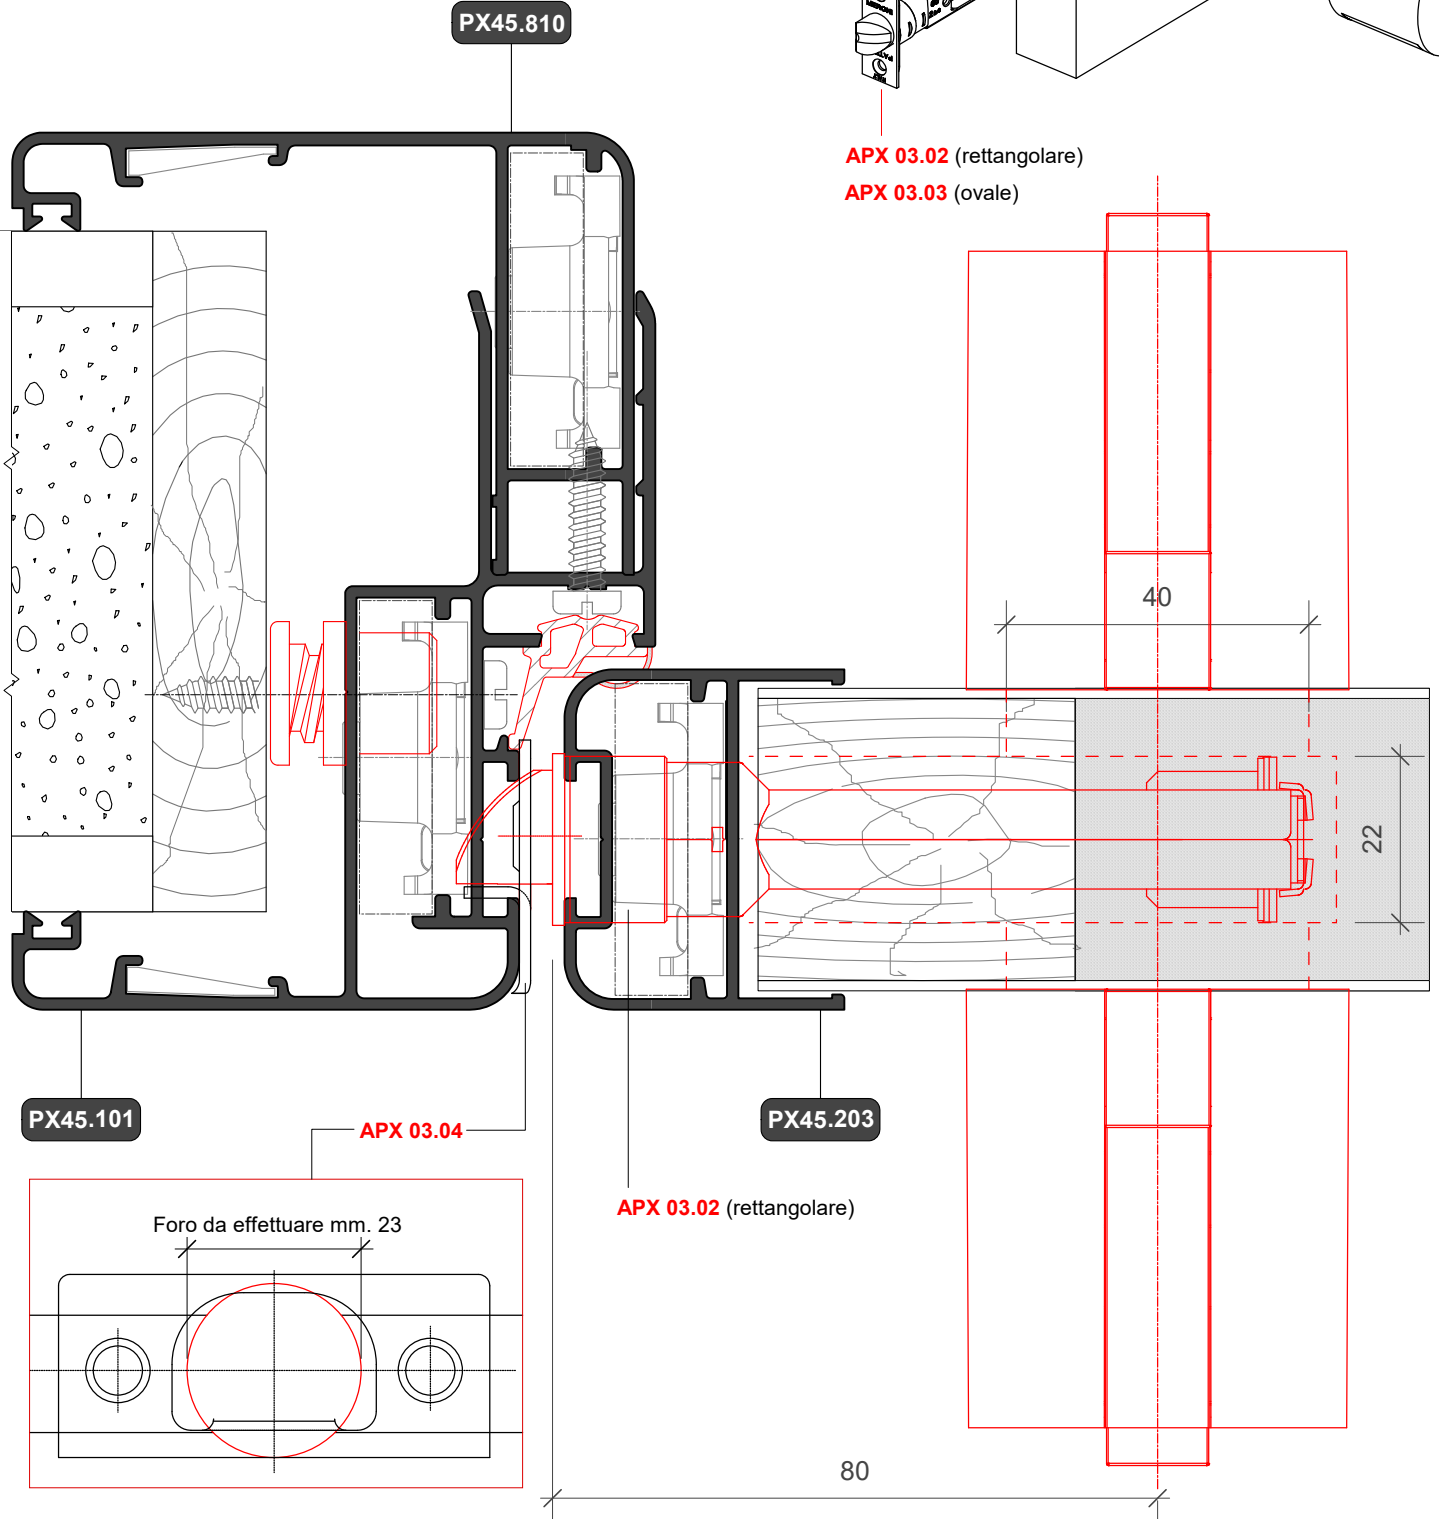 PX45.810
APX 03.02 (rettangolare)
APX 03.03 (ovale)
40
22
PX45.101
APX 03.04
PX45.203
APX 03.02 (rettangolare)
Foro da effettuare mm. 23
80